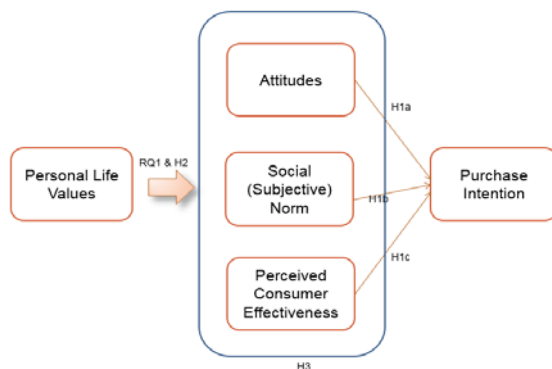 Attitudes
H1a
RQ1 & H2
Personal Life
Values
Social
(Subjective)
Norm
H1b
Purchase
Intention
H1c
Perceived
Consumer
Effectiveness
H3